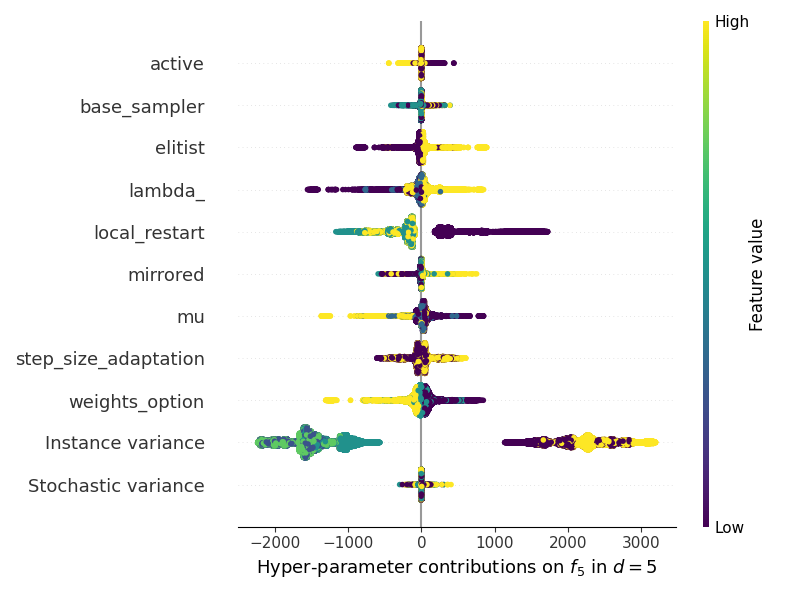 High
active
base_sampler
elitist
lambda_
local_restart
mirrored
mu
step_size_adaptation
weights_option
Instance variance
Stochastic variance
Feature value
Low
−2000 −1000 0 1000 2000 3000
Hyper-parameter contributions on f₅ in d = 5